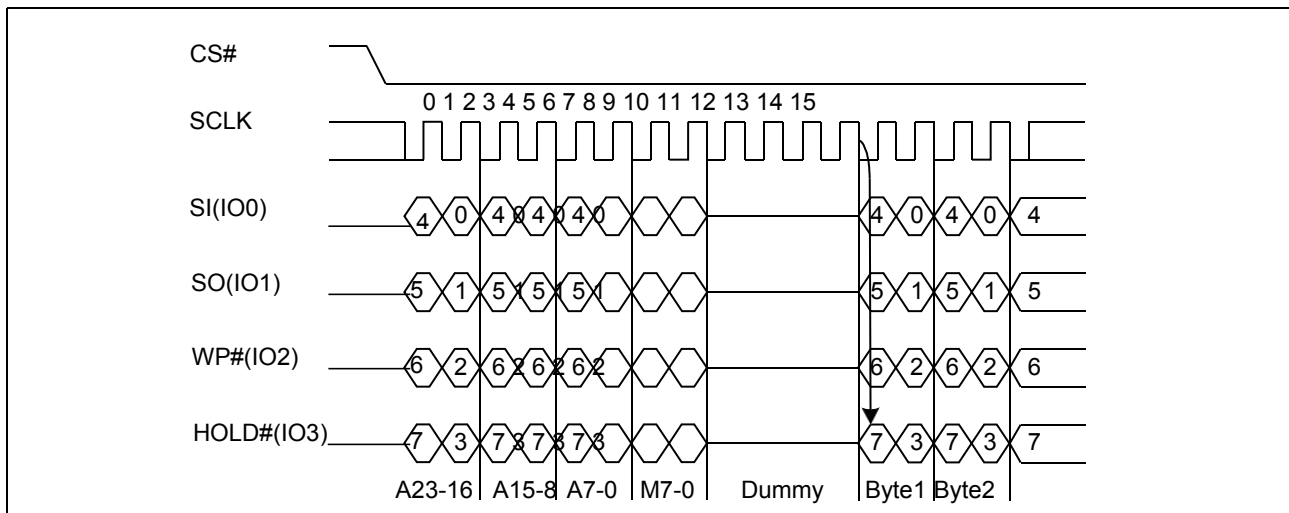 CS#
0 1 2 3 4 5 6 7 8 9 10 11 12 13 14 15
SCLK
SI(IO0) 4 0 4 0 4 0 4 0 4 0 4 0 4
SO(IO1) 5 1 5 1 5 1 5 1 5 1 5 1 5
WP#(IO2) 6 2 6 2 6 2 6 2 6 2 6 2 6
HOLD#(IO3) 7 3 7 3 7 3 7 3 7 3 7 3 7
A23-16 A15-8 A7-0 M7-0 Dummy Byte1 Byte2